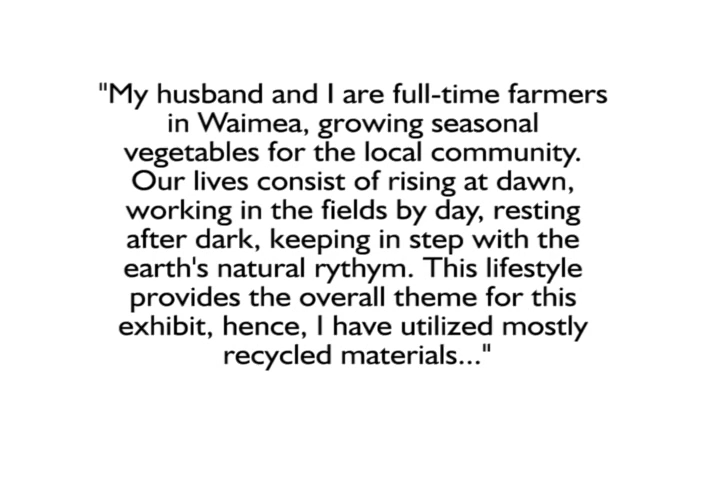 "My husband and I are full-time farmers
in Waimea, growing seasonal
vegetables for the local community.
Our lives consist of rising at dawn,
working in the fields by day, resting
after dark, keeping in step with the
earth's natural rythym. This lifestyle
provides the overall theme for this
exhibit, hence, I have utilized mostly
recycled materials..."